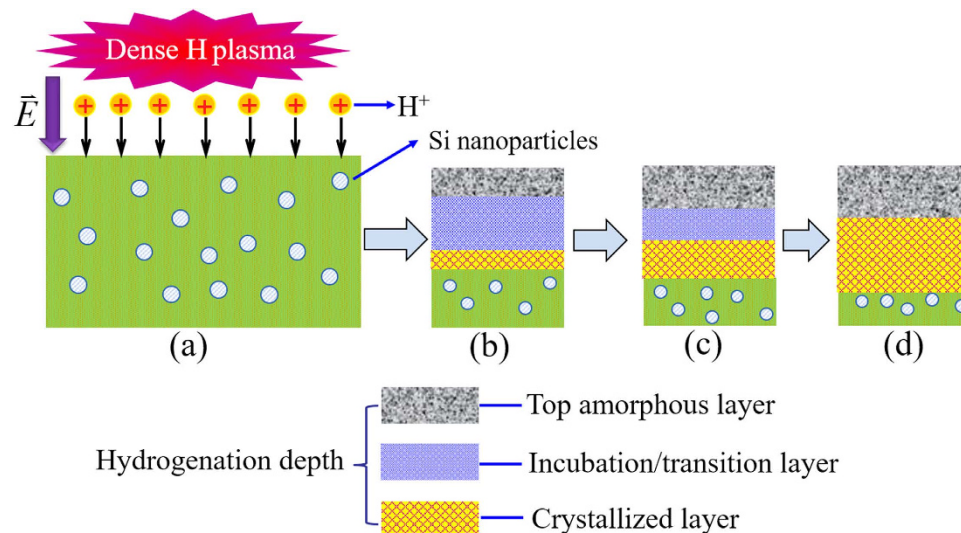 Dense H plasma
E⃗
H⁺
Si nanoparticles
(a)
(b)
(c)
(d)
Top amorphous layer
Hydrogenation depth
Incubation/transition layer
Crystallized layer